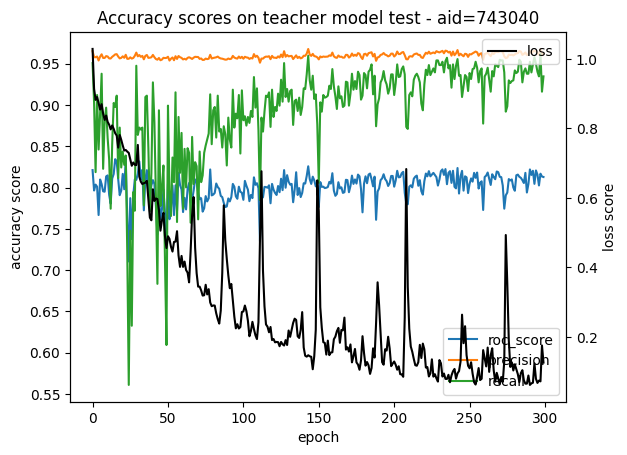 Accuracy scores on teacher model test - aid=743040
loss
0.95
0.90
0.85
0.80
0.75
0.70
0.65
0.60
0.55
accuracy score
1.0
0.8
0.6
0.4
0.2
loss score
roc_score
precision
recall
0
50
100
150
200
250
300
epoch